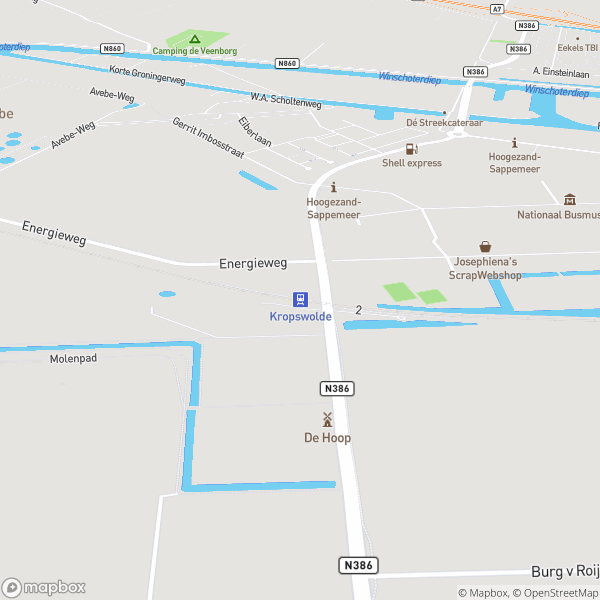 A7
N386
N860
Winschoterdiep
Camping de Veenborg
N860
N386
Eekels TBI
N386
A. Einsteinlaan
Korte Groningerweg
Winschoterdiep
Winschoterdiep
Avebe-Weg
W.A. Scholtenweg
Dé Streekcateraar
Avebe-Weg
Gerrit Imbosstraat
Eiberlaan
Shell express
Hoogezand-
Sappemeer
Hoogezand-
Sappemeer
Nationaal Busmus
Energieweg
Energieweg
Josephiena's
ScrapWebshop
Kropswolde
2
Molenpad
N386
De Hoop
N386
Burg v Roij
mapbox
© Mapbox, © OpenStreetMap